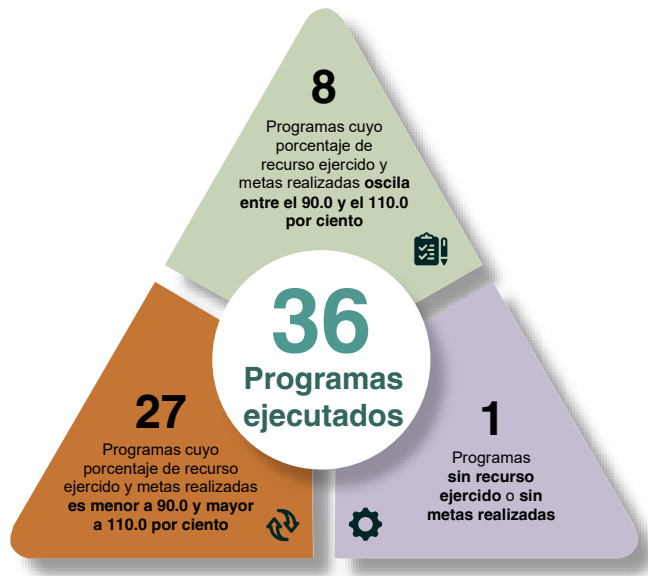 8
Programas cuyo
porcentaje de
recurso ejercido y
metas realizadas oscila
entre el 90.0 y el 110.0
por ciento
36
Programas
ejecutados
27
Programas cuyo
porcentaje de recurso
ejercido y metas realizadas
es menor a 90.0 y mayor
a 110.0 por ciento
1
Programas
sin recurso
ejercido o sin
metas realizadas